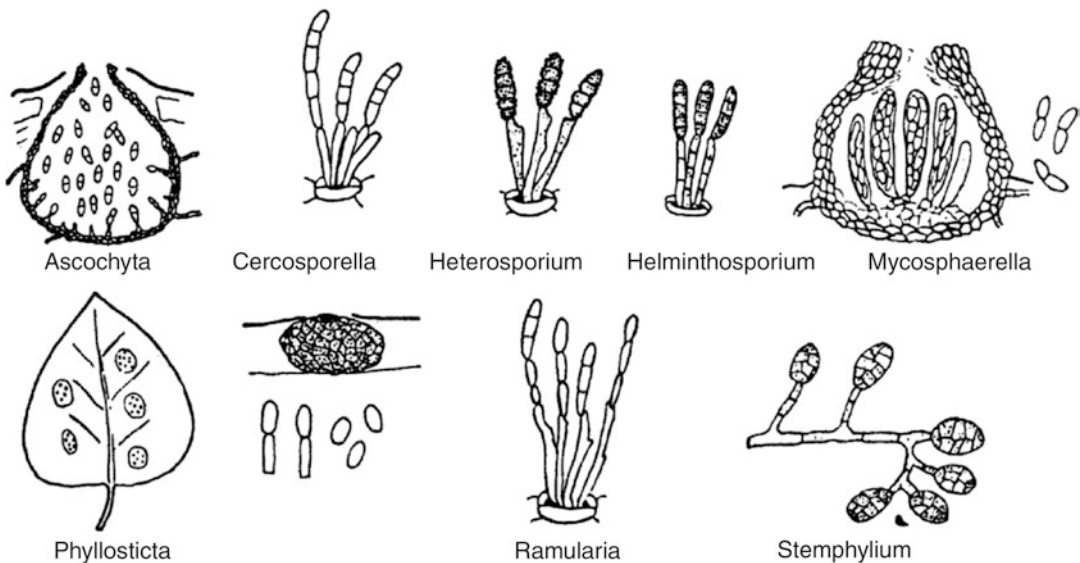 Ascochyta
Cercosporella
Heterosporium
Helminthosporium
Mycosphaerella
Phyllosticta
Ramularia
Stemphylium